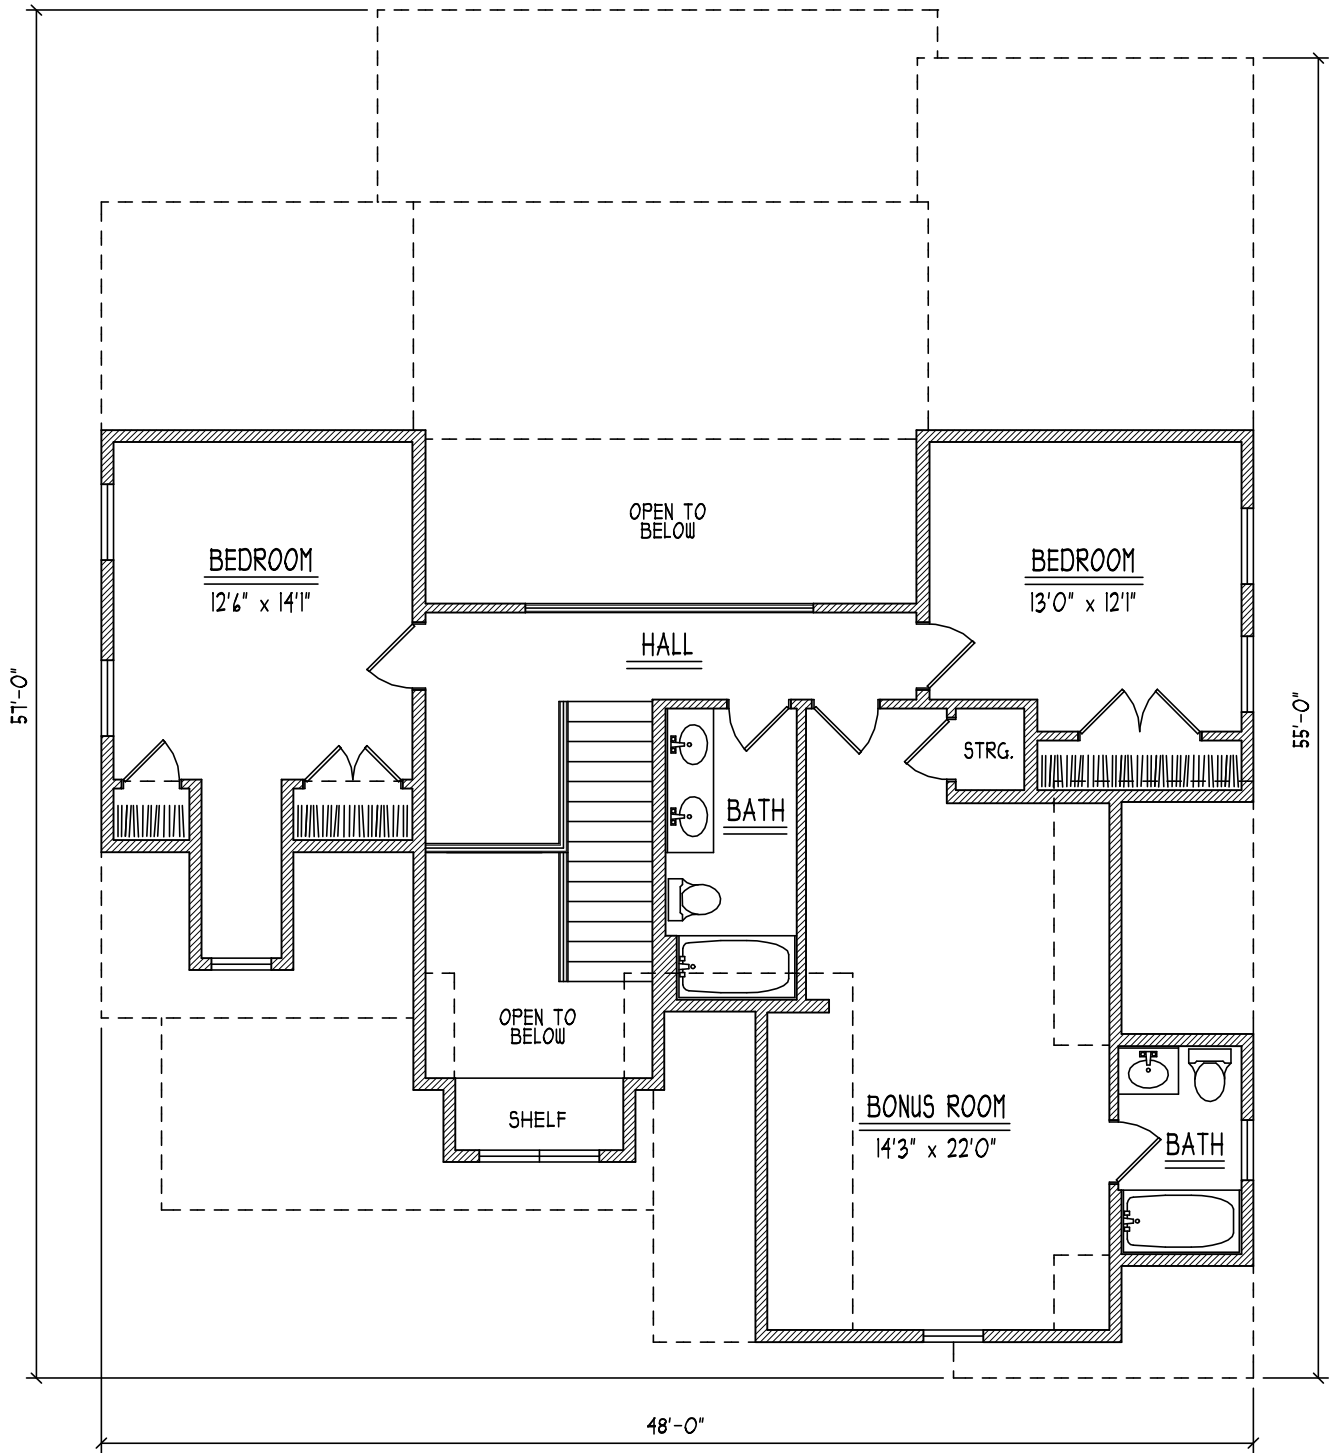 OPEN TO
BELOW
BEDROOM
12'6" x 14'1"
BEDROOM
13'0" x 12'1"
HALL
57'-0"
55'-0"
STRG.
BATH
OPEN TO
BELOW
SHELF
BONUS ROOM
14'3" x 22'0"
BATH
48'-0"